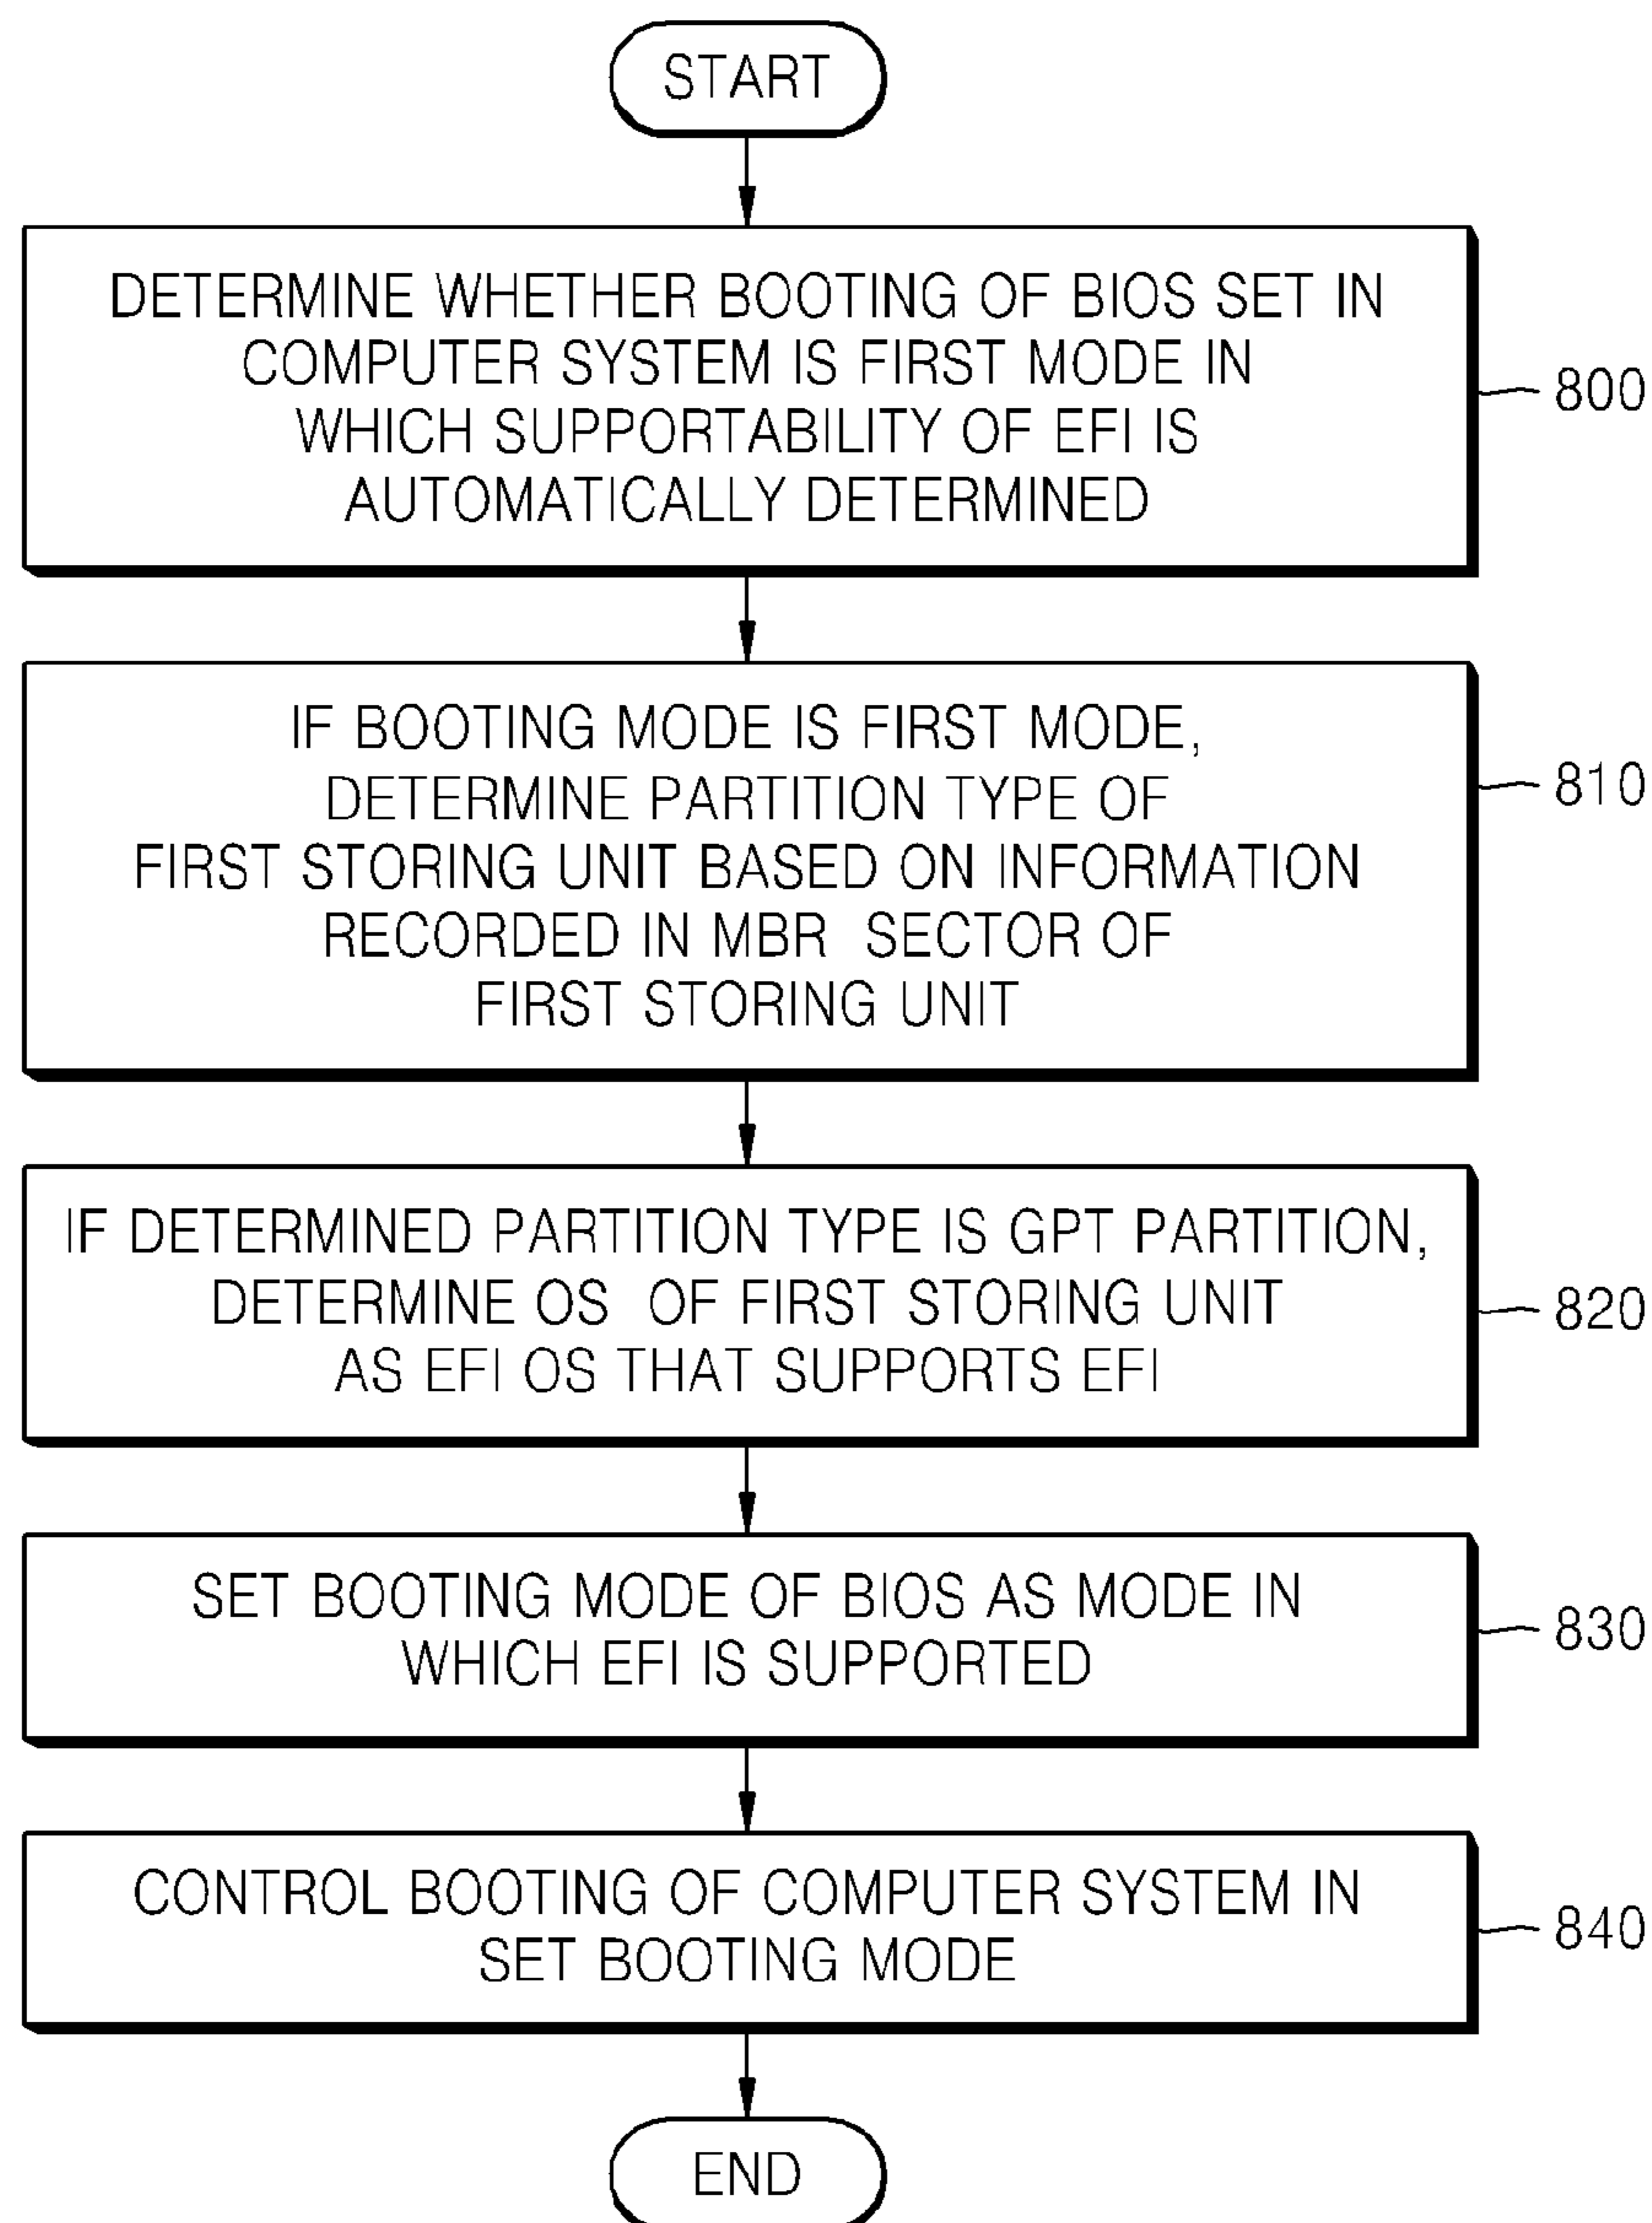 START
DETERMINE WHETHER BOOTING OF BIOS SET IN
COMPUTER SYSTEM IS FIRST MODE IN
WHICH SUPPORTABILITY OF EFI IS
AUTOMATICALLY DETERMINED
800
IF BOOTING MODE IS FIRST MODE,
DETERMINE PARTITION TYPE OF
FIRST STORING UNIT BASED ON INFORMATION
RECORDED IN MBR SECTOR OF
FIRST STORING UNIT
810
IF DETERMINED PARTITION TYPE IS GPT PARTITION,
DETERMINE OS OF FIRST STORING UNIT
AS EFI OS THAT SUPPORTS EFI
820
SET BOOTING MODE OF BIOS AS MODE IN
WHICH EFI IS SUPPORTED
830
CONTROL BOOTING OF COMPUTER SYSTEM IN
SET BOOTING MODE
840
END